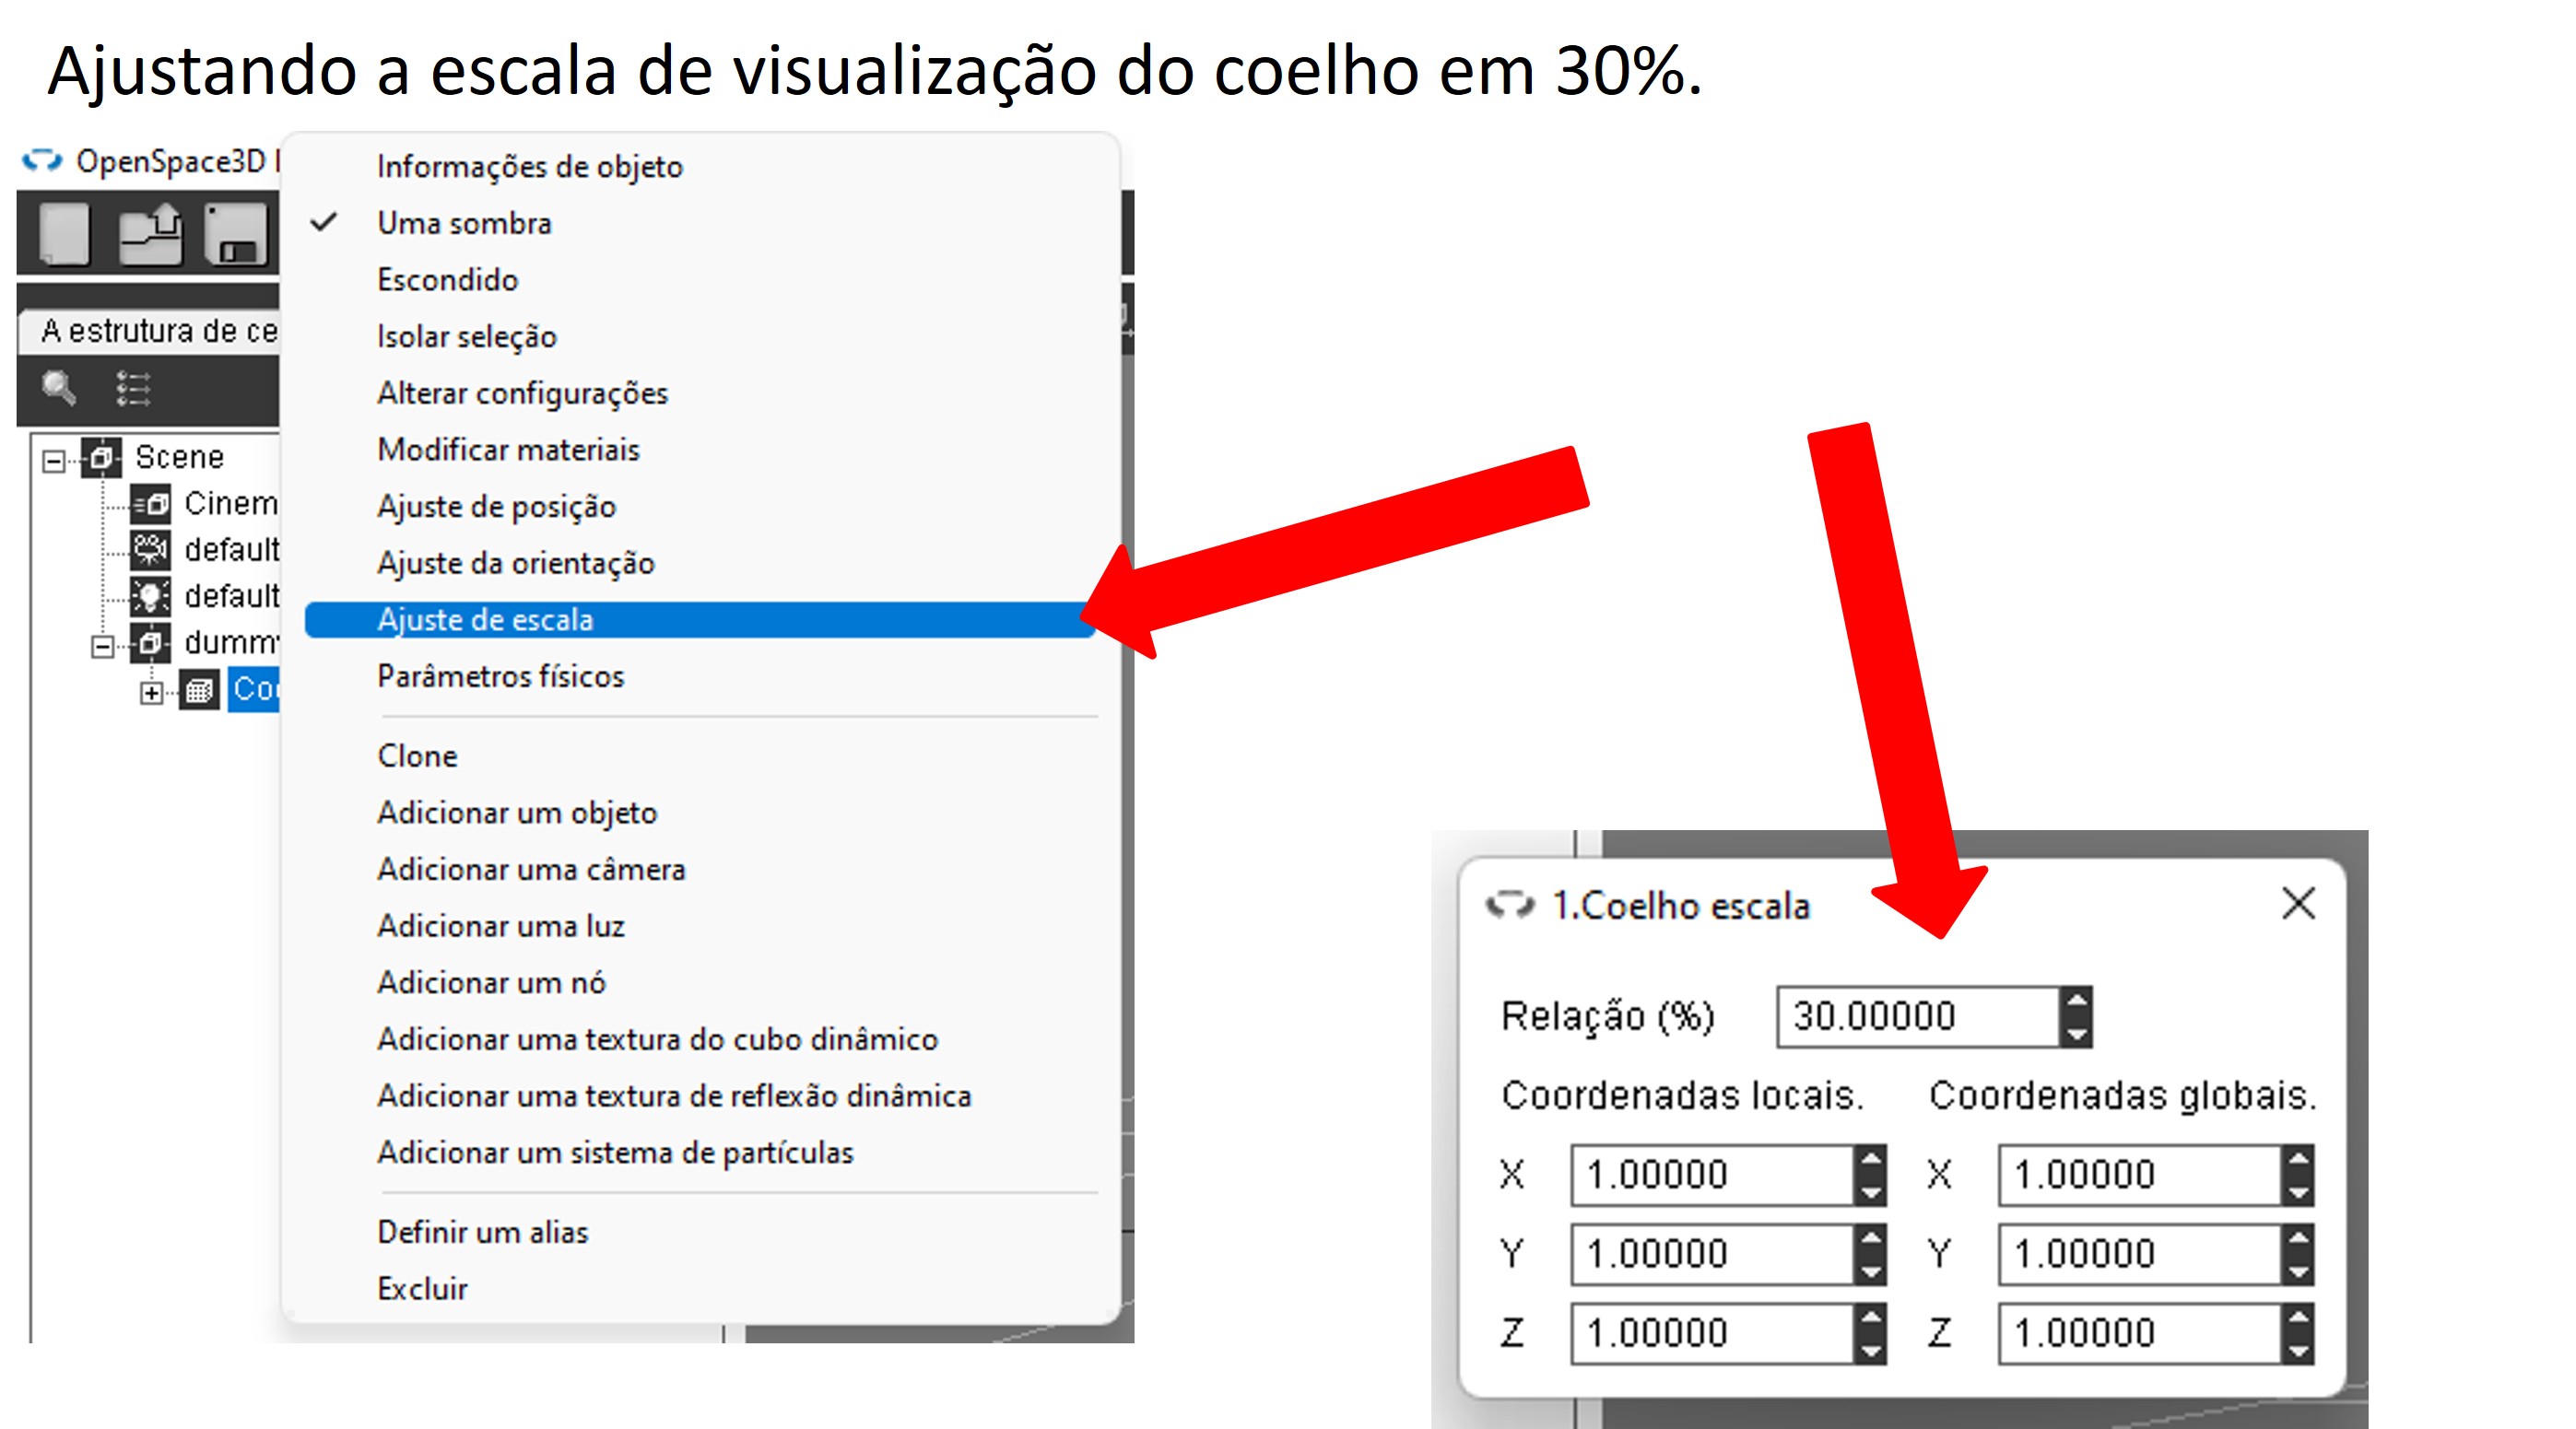 Ajustando a escala de visualização do coelho em 30%.
OpenSpace3D
A estrutura de ce
Scene
Cinem
default
default
dumm
Informações de objeto
Uma sombra
Escondido
Isolar seleção
Alterar configurações
Modificar materiais
Ajuste de posição
Ajuste da orientação
Ajuste de escala
Parâmetros físicos
Clone
Adicionar um objeto
Adicionar uma câmera
Adicionar uma luz
Adicionar um nó
Adicionar uma textura do cubo dinâmico
Adicionar uma textura de reflexão dinâmica
Adicionar um sistema de partículas
Definir um alias
Excluir
1.Coelho escala
Relação (%) 30.00000
Coordenadas locais. Coordenadas globais.
X 1.00000 X 1.00000
Y 1.00000 Y 1.00000
Z 1.00000 Z 1.00000